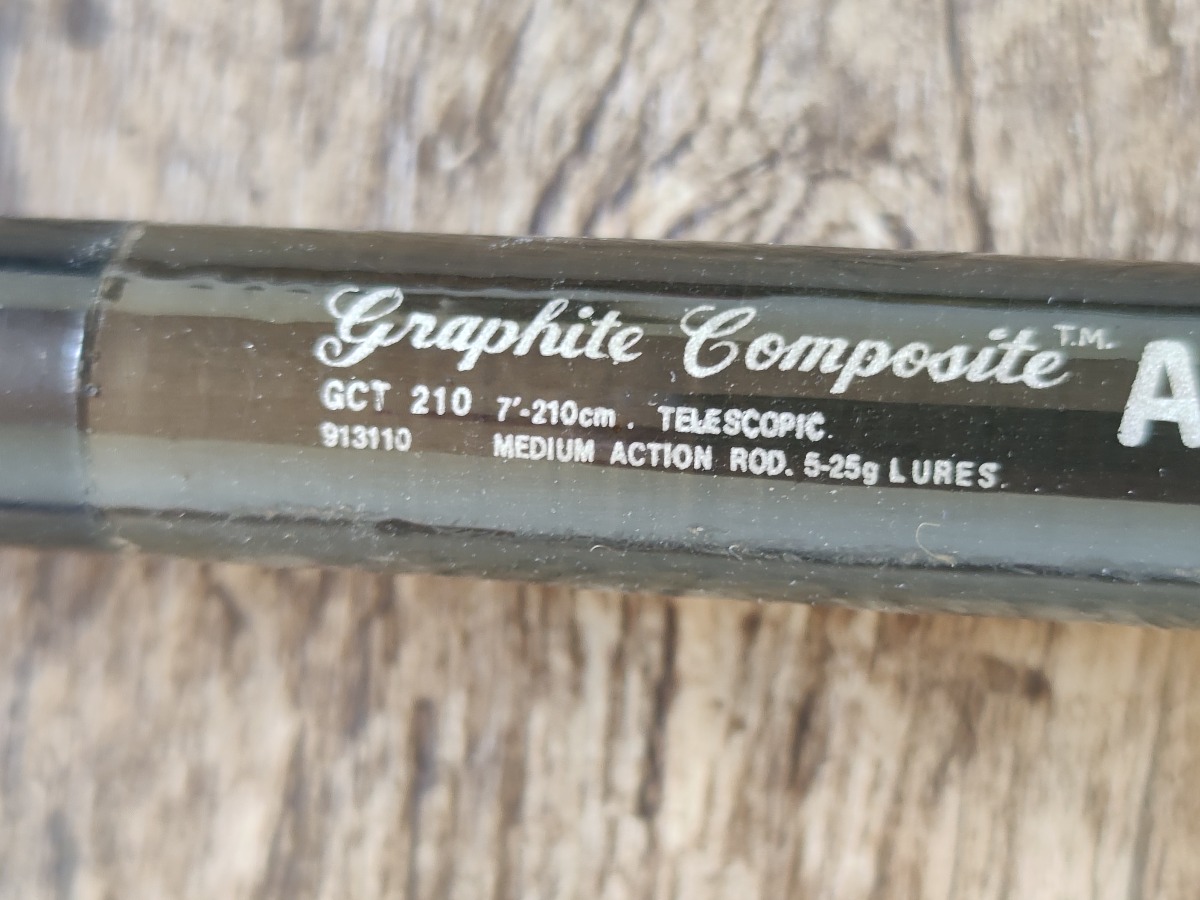 Graphite Composite T.M. A
GCT 210 7'-210cm. TELESCOPIC.
913110 MEDIUM ACTION ROD. 5-25g LURES.